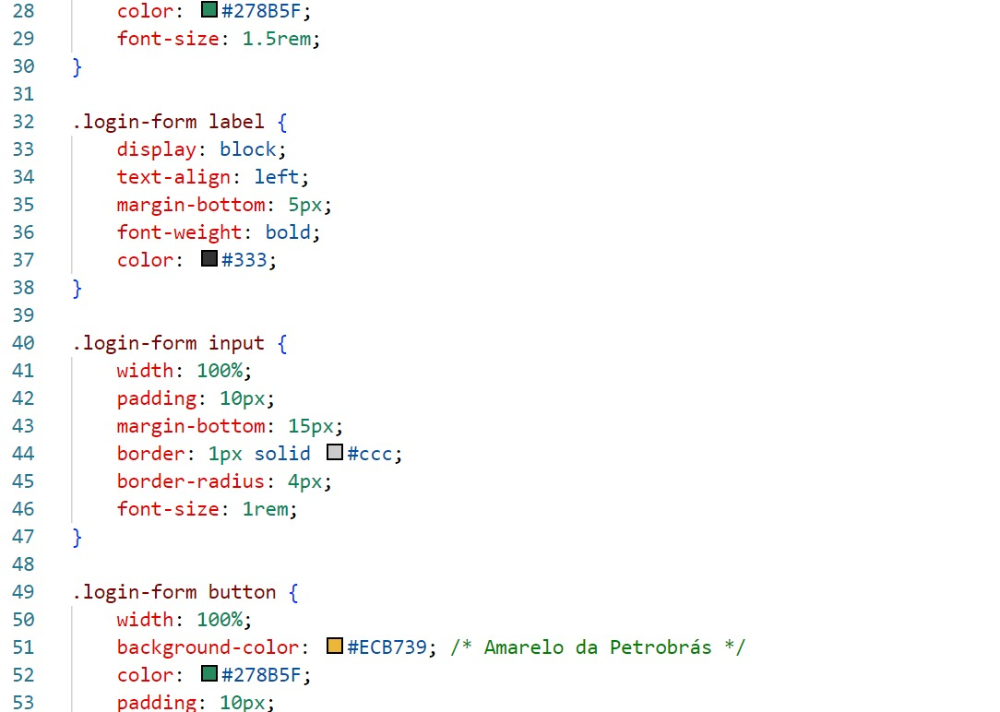 28 color: #278B5F;
29 font-size: 1.5rem;
30 }
31
32 .login-form label {
33 display: block;
34 text-align: left;
35 margin-bottom: 5px;
36 font-weight: bold;
37 color: #333;
38 }
39
40 .login-form input {
41 width: 100%;
42 padding: 10px;
43 margin-bottom: 15px;
44 border: 1px solid #ccc;
45 border-radius: 4px;
46 font-size: 1rem;
47 }
48
49 .login-form button {
50 width: 100%;
51 background-color: #ECB739; /* Amarelo da Petrobrás */
52 color: #278B5F;
53 padding: 10px;